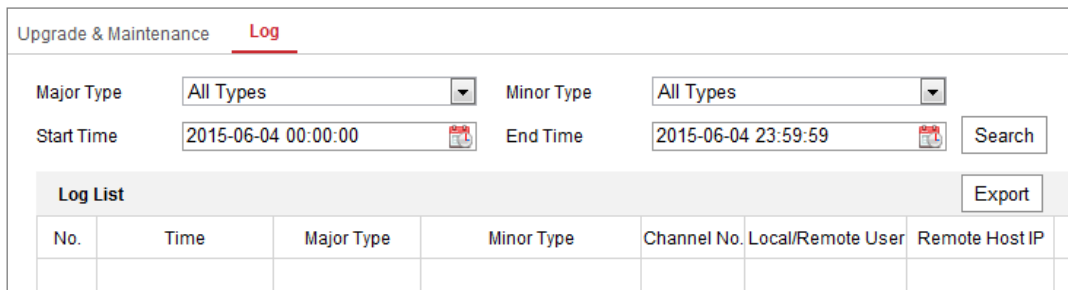 Upgrade & Maintenance Log
Major Type All Types Minor Type All Types
Start Time 2015-06-04 00:00:00 End Time 2015-06-04 23:59:59 Search
Log List Export
No. Time Major Type Minor Type Channel No. Local/Remote User Remote Host IP